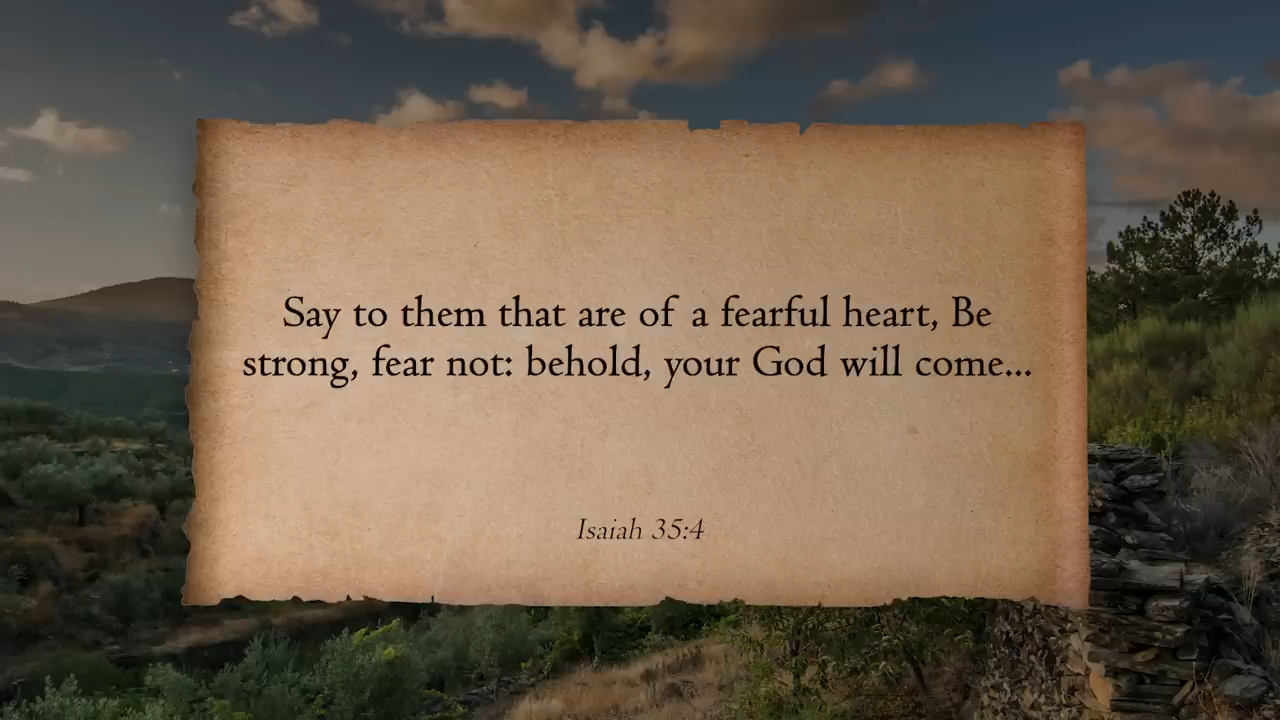 Say to them that are of a fearful heart, Be
strong, fear not: behold, your God will come...
Isaiah 35:4